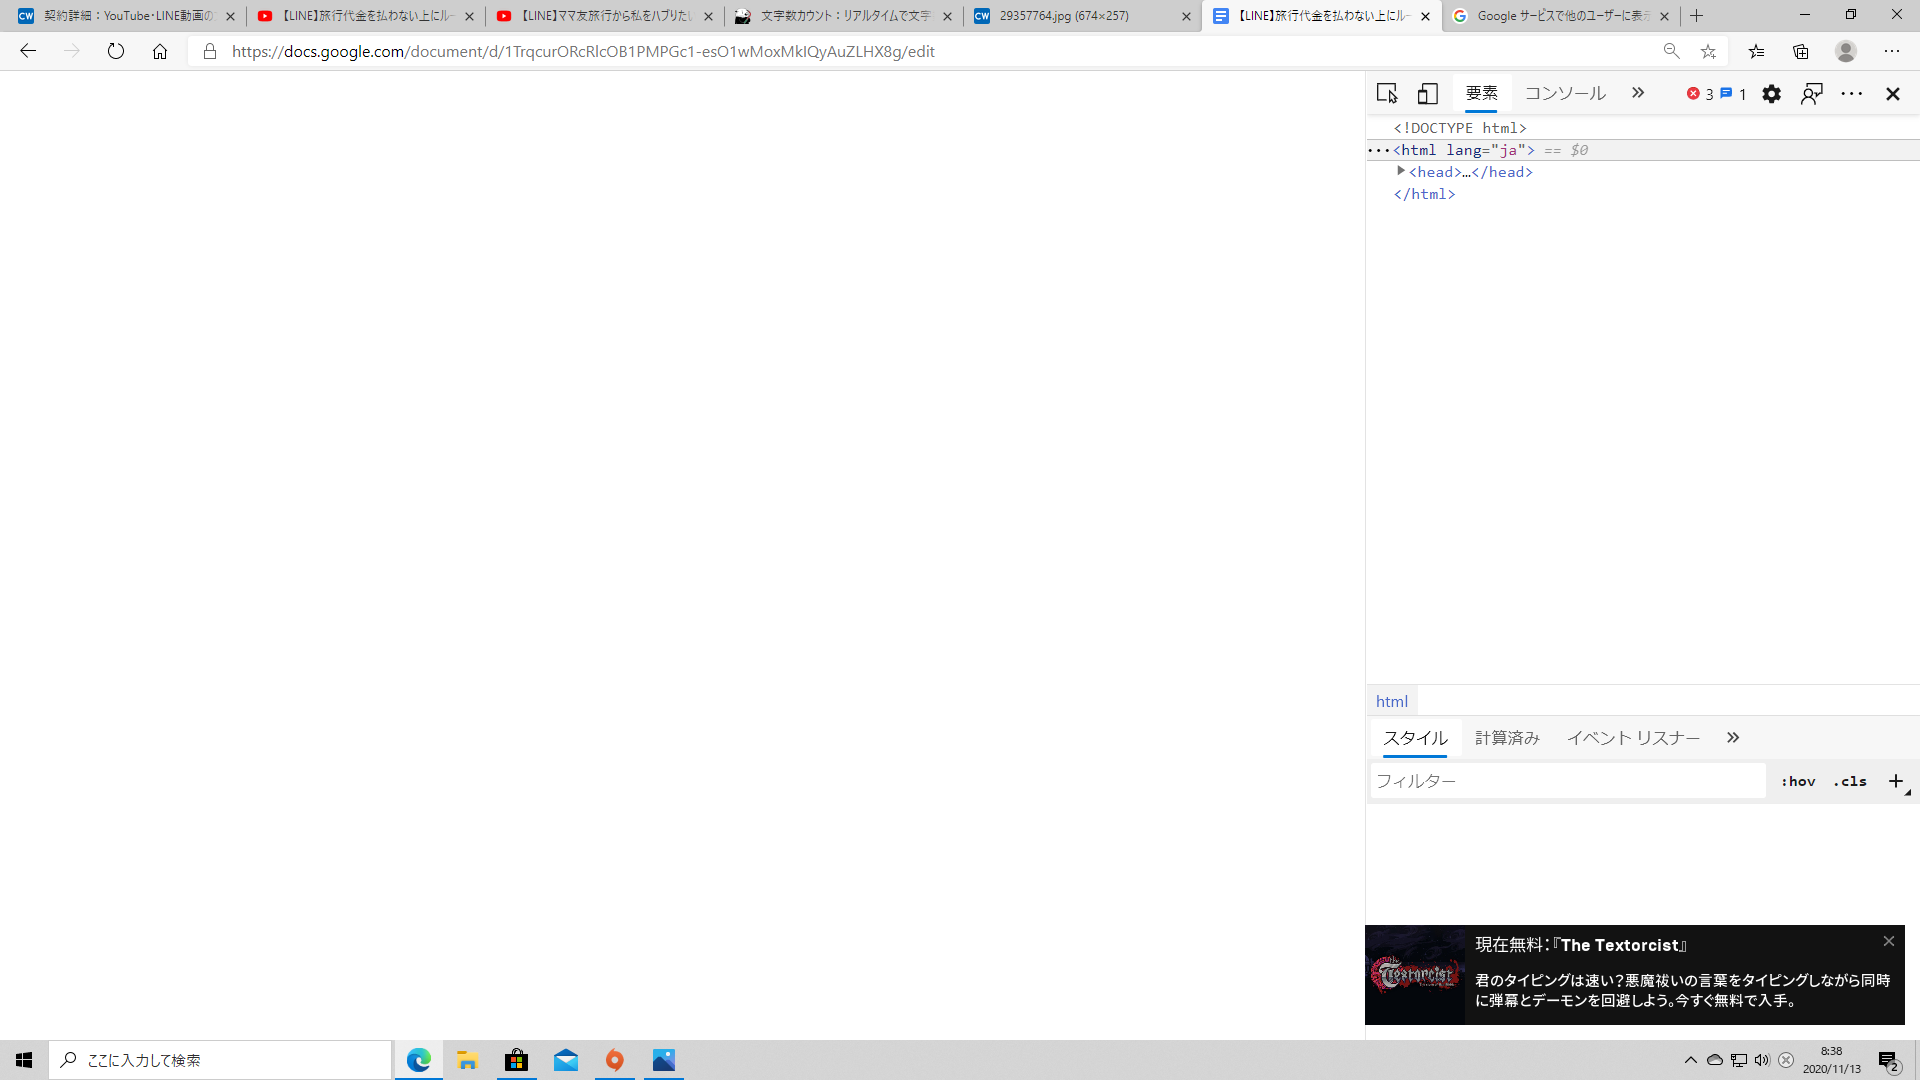 契約詳細：YouTube・LINE動画の
【LINE】旅行代金を払わない上にルー
【LINE】ママ友旅行から私をハブりたい
文字数カウント：リアルタイムで文字
29357764.jpg (674×257)
【LINE】旅行代金を払わない上にルー
Google サービスで他のユーザーに表示
https://docs.google.com/document/d/1TrqcurORcRlcOB1PMPGc1-esO1wMoxMkIQyAuZLHX8g/edit
要素 コンソール 3 1
<!DOCTYPE html>
<html lang="ja"> == $0
<head>…</head>
</html>
html
スタイル 計算済み イベント リスナー
フィルター :hov .cls
現在無料：『The Textorcist』
君のタイピングは速い？悪魔祓いの言葉をタイピングしながら同時
に弾幕とデーモンを回避しよう。今すぐ無料で入手。
ここに入力して検索
8:38
2020/11/13
2